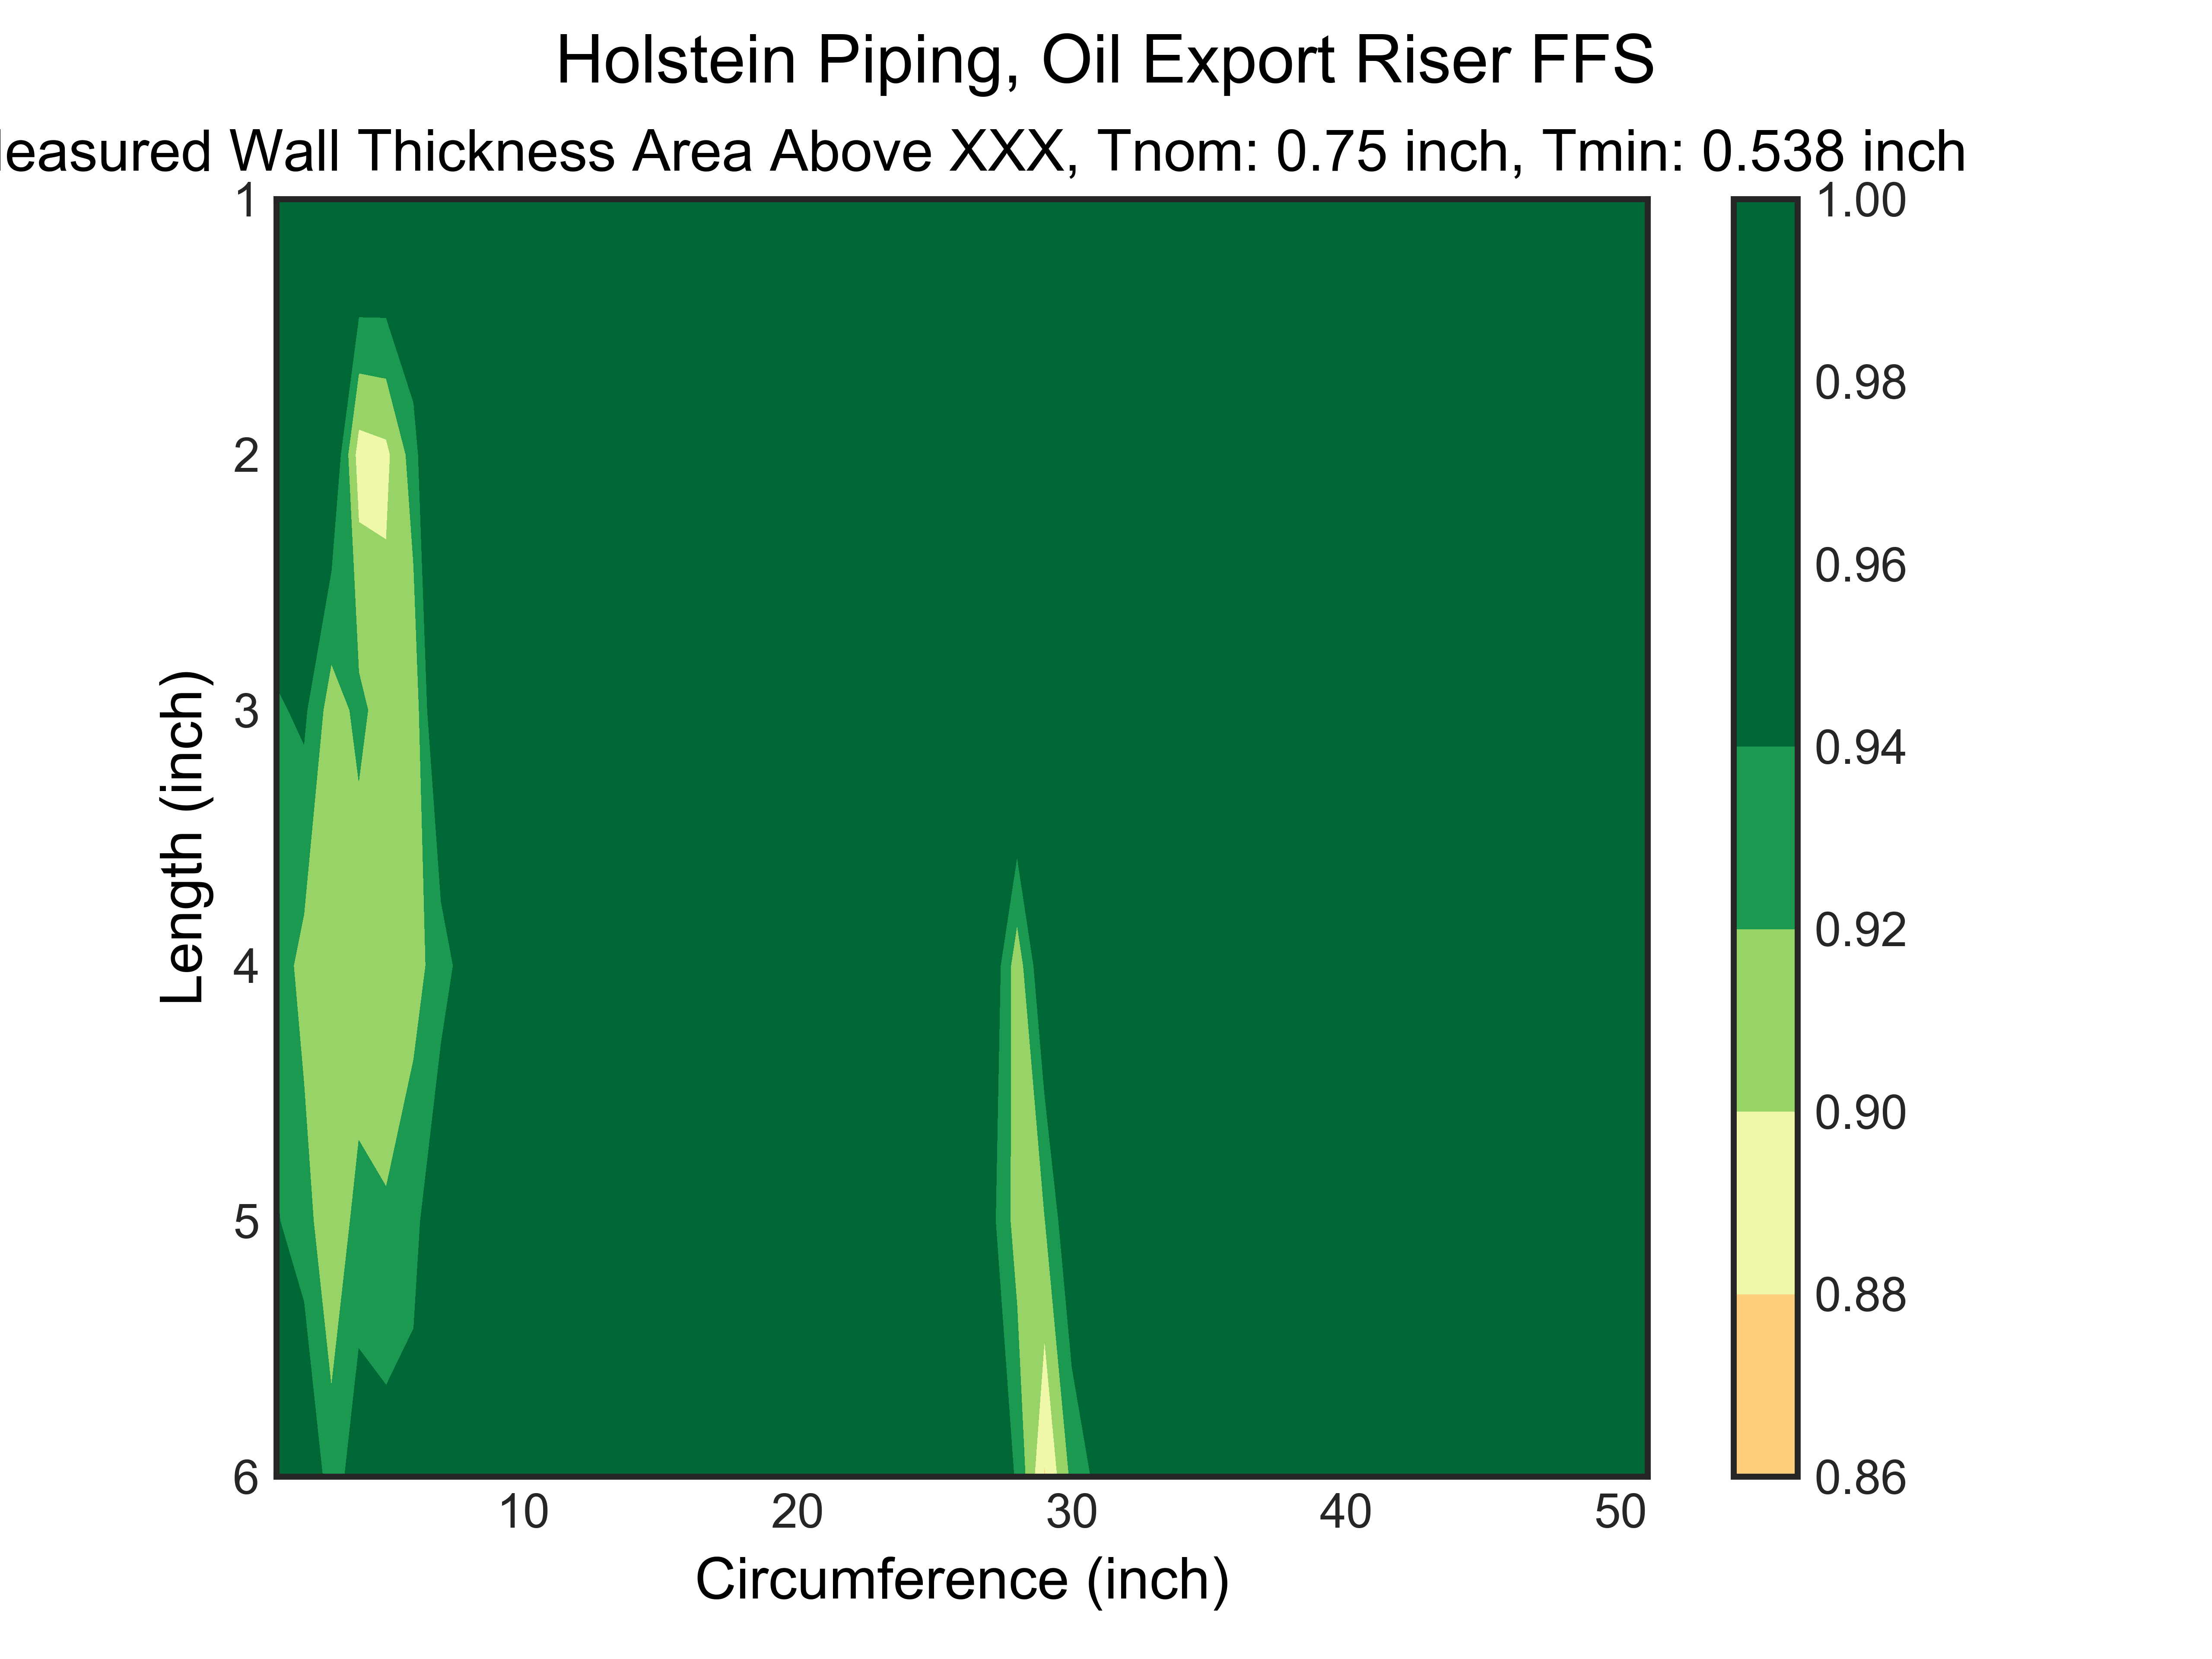 Holstein Piping, Oil Export Riser FFS
easured Wall Thickness Area Above XXX, Tnom: 0.75 inch, Tmin: 0.538 inch
1
2
3
4
5
6
Length (inch)
10 20 30 40 50
Circumference (inch)
1.00
0.98
0.96
0.94
0.92
0.90
0.88
0.86